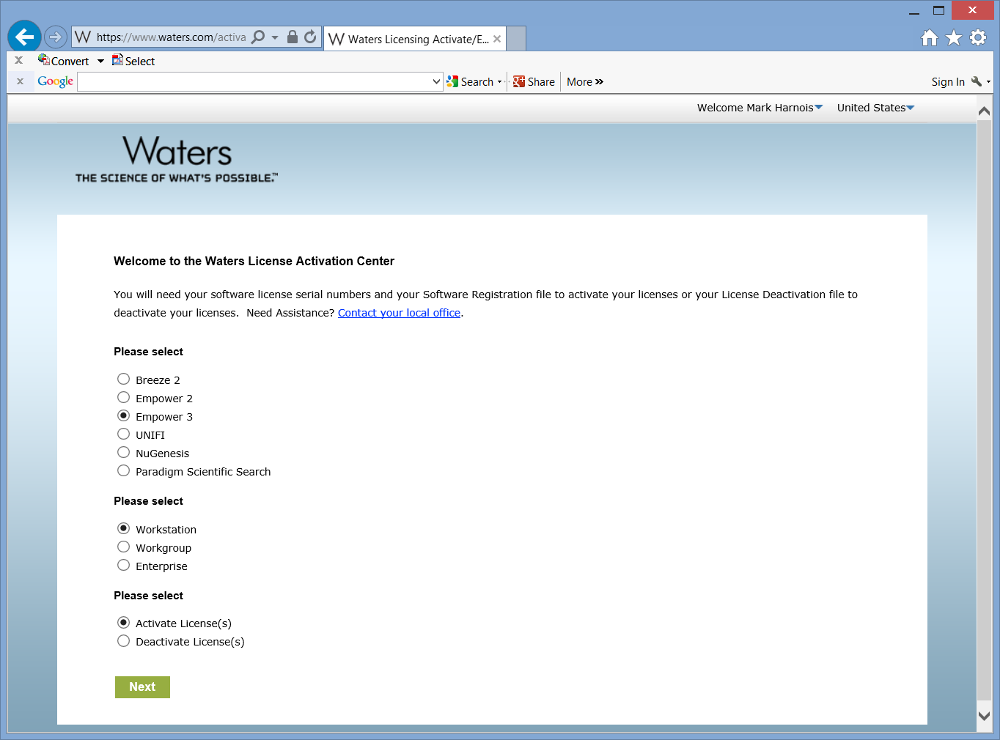 https://www.waters.com/activa
Waters Licensing Activate/E...
Convert Select
Google Search Share More » Sign In
Welcome Mark Harnois United States
Waters
THE SCIENCE OF WHAT'S POSSIBLE.™
Welcome to the Waters License Activation Center
You will need your software license serial numbers and your Software Registration file to activate your licenses or your License Deactivation file to
deactivate your licenses. Need Assistance? Contact your local office.
Please select
Breeze 2
Empower 2
Empower 3
UNIFI
NuGenesis
Paradigm Scientific Search
Please select
Workstation
Workgroup
Enterprise
Please select
Activate License(s)
Deactivate License(s)
Next